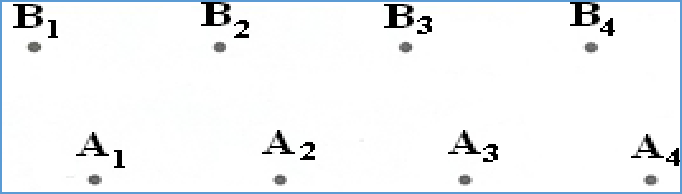 B₁ B₂ B₃ B₄
A₁ A₂ A₃ A₄